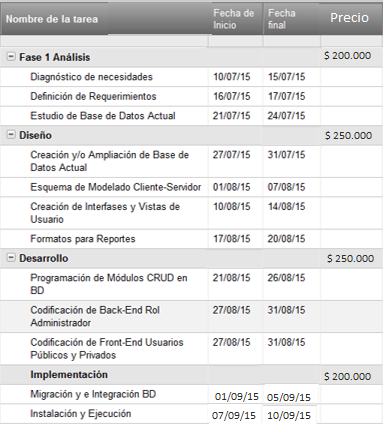 Nombre de la tarea Fecha de Inicio Fecha final Precio
Fase 1 Análisis $ 200.000
Diagnóstico de necesidades 10/07/15 15/07/15
Definición de Requerimientos 16/07/15 17/07/15
Estudio de Base de Datos Actual 21/07/15 24/07/15
Diseño $ 250.000
Creación y/o Ampliación de Base de 27/07/15 31/07/15
Datos Actual
Esquema de Modelado Cliente-Servidor 01/08/15 07/08/15
Creación de Interfases y Vistas de 10/08/15 14/08/15
Usuario
Formatos para Reportes 17/08/15 20/08/15
Desarrollo $ 250.000
Programación de Módulos CRUD en 21/08/15 26/08/15
BD
Codificación de Back-End Rol 27/08/15 31/08/15
Administrador
Codificación de Front-End Usuarios 27/08/15 31/08/15
Públicos y Privados
Implementación $ 200.000
Migración y e Integración BD 01/09/15 05/09/15
Instalación y Ejecución 07/09/15 10/09/15